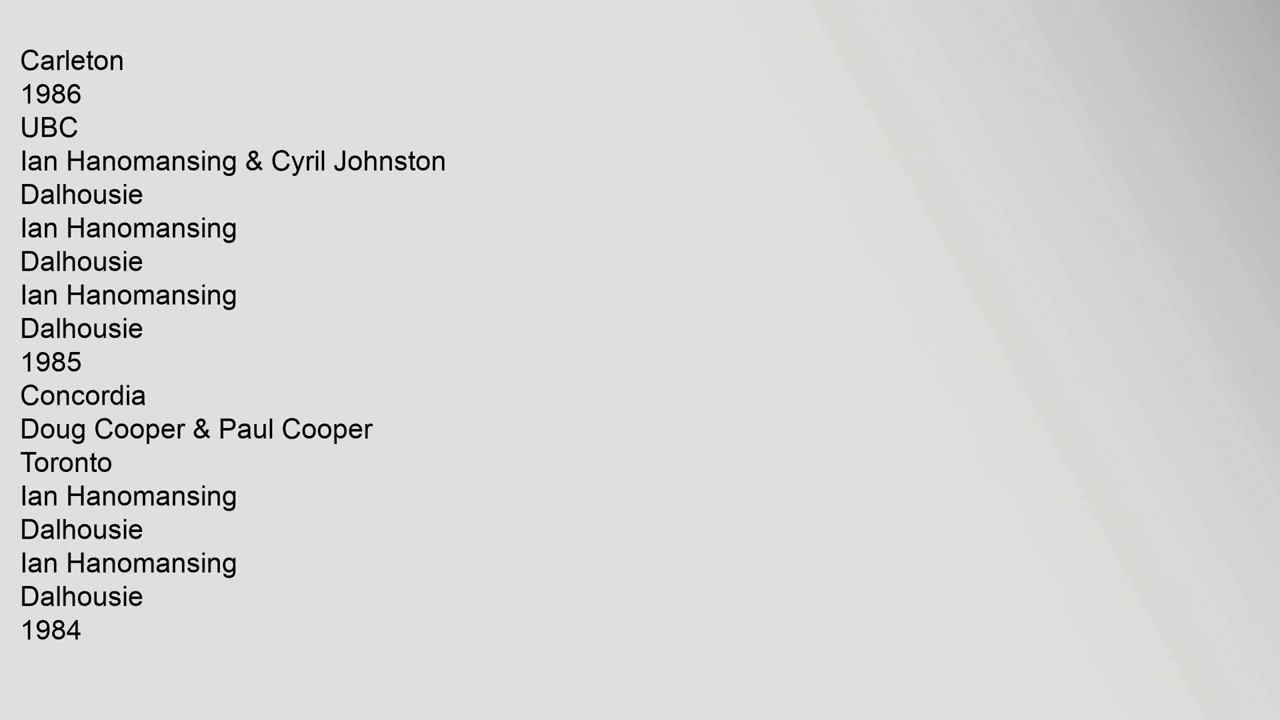 Carleton
1986
UBC
Ian Hanomansing & Cyril Johnston
Dalhousie
Ian Hanomansing
Dalhousie
Ian Hanomansing
Dalhousie
1985
Concordia
Doug Cooper & Paul Cooper
Toronto
Ian Hanomansing
Dalhousie
Ian Hanomansing
Dalhousie
1984